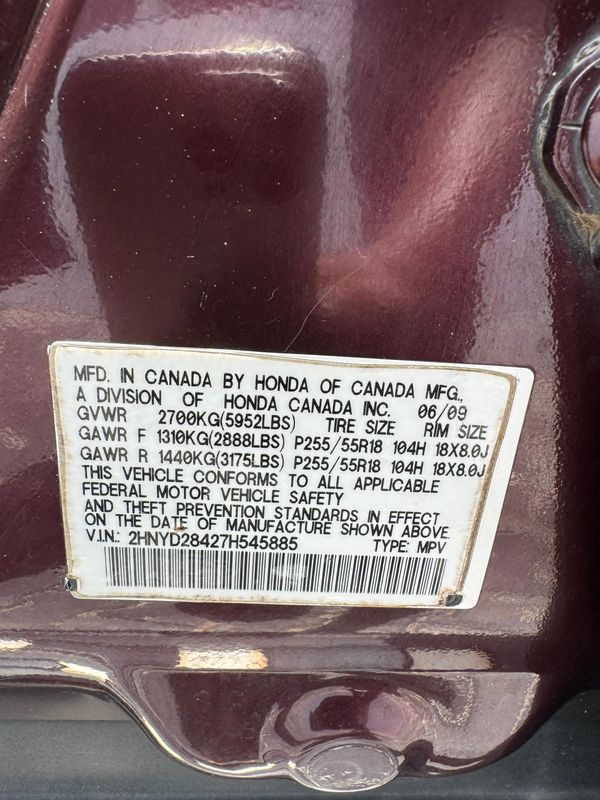 MFD. IN CANADA BY HONDA OF CANADA MFG.,
A DIVISION OF HONDA CANADA INC. 06/09
GVWR 2700KG(5952LBS) TIRE SIZE RIM SIZE
GAWR F 1310KG(2888LBS) P255/55R18 104H 18X8.0J
GAWR R 1440KG(3175LBS) P255/55R18 104H 18X8.0J
THIS VEHICLE CONFORMS TO ALL APPLICABLE
FEDERAL MOTOR VEHICLE SAFETY
AND THEFT PREVENTION STANDARDS IN EFFECT
ON THE DATE OF MANUFACTURE SHOWN ABOVE.
V.I.N.: 2HNYD28427H545885 TYPE: MPV